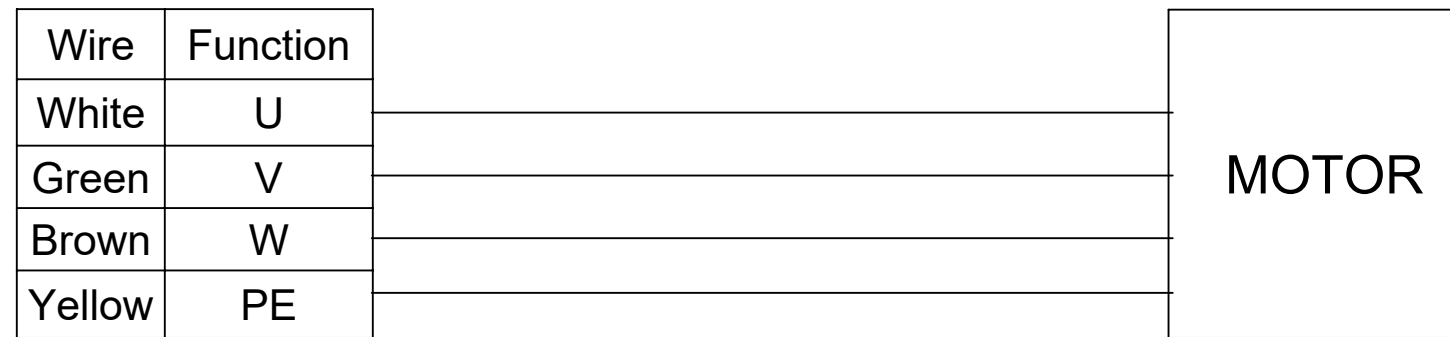 Wire Function
White U
Green V
MOTOR
Brown W
Yellow PE